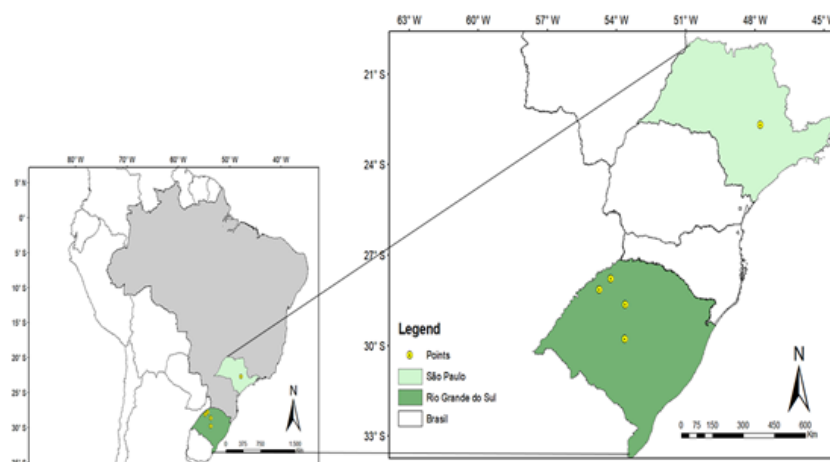 63° W 60° W 57° W 54° W 51° W 48° W 45° W
21° S
24° S
27° S
30° S
33° S
80° W 70° W 60° W 50° W 40° W
5° N
0°
5° S
10° S
15° S
20° S
25° S
30° S
35° S
N
0 375 750 1.500
Km
Legend
Points
São Paulo
Rio Grande do Sul
Brasil
N
0 75 150 300 450 600
Km